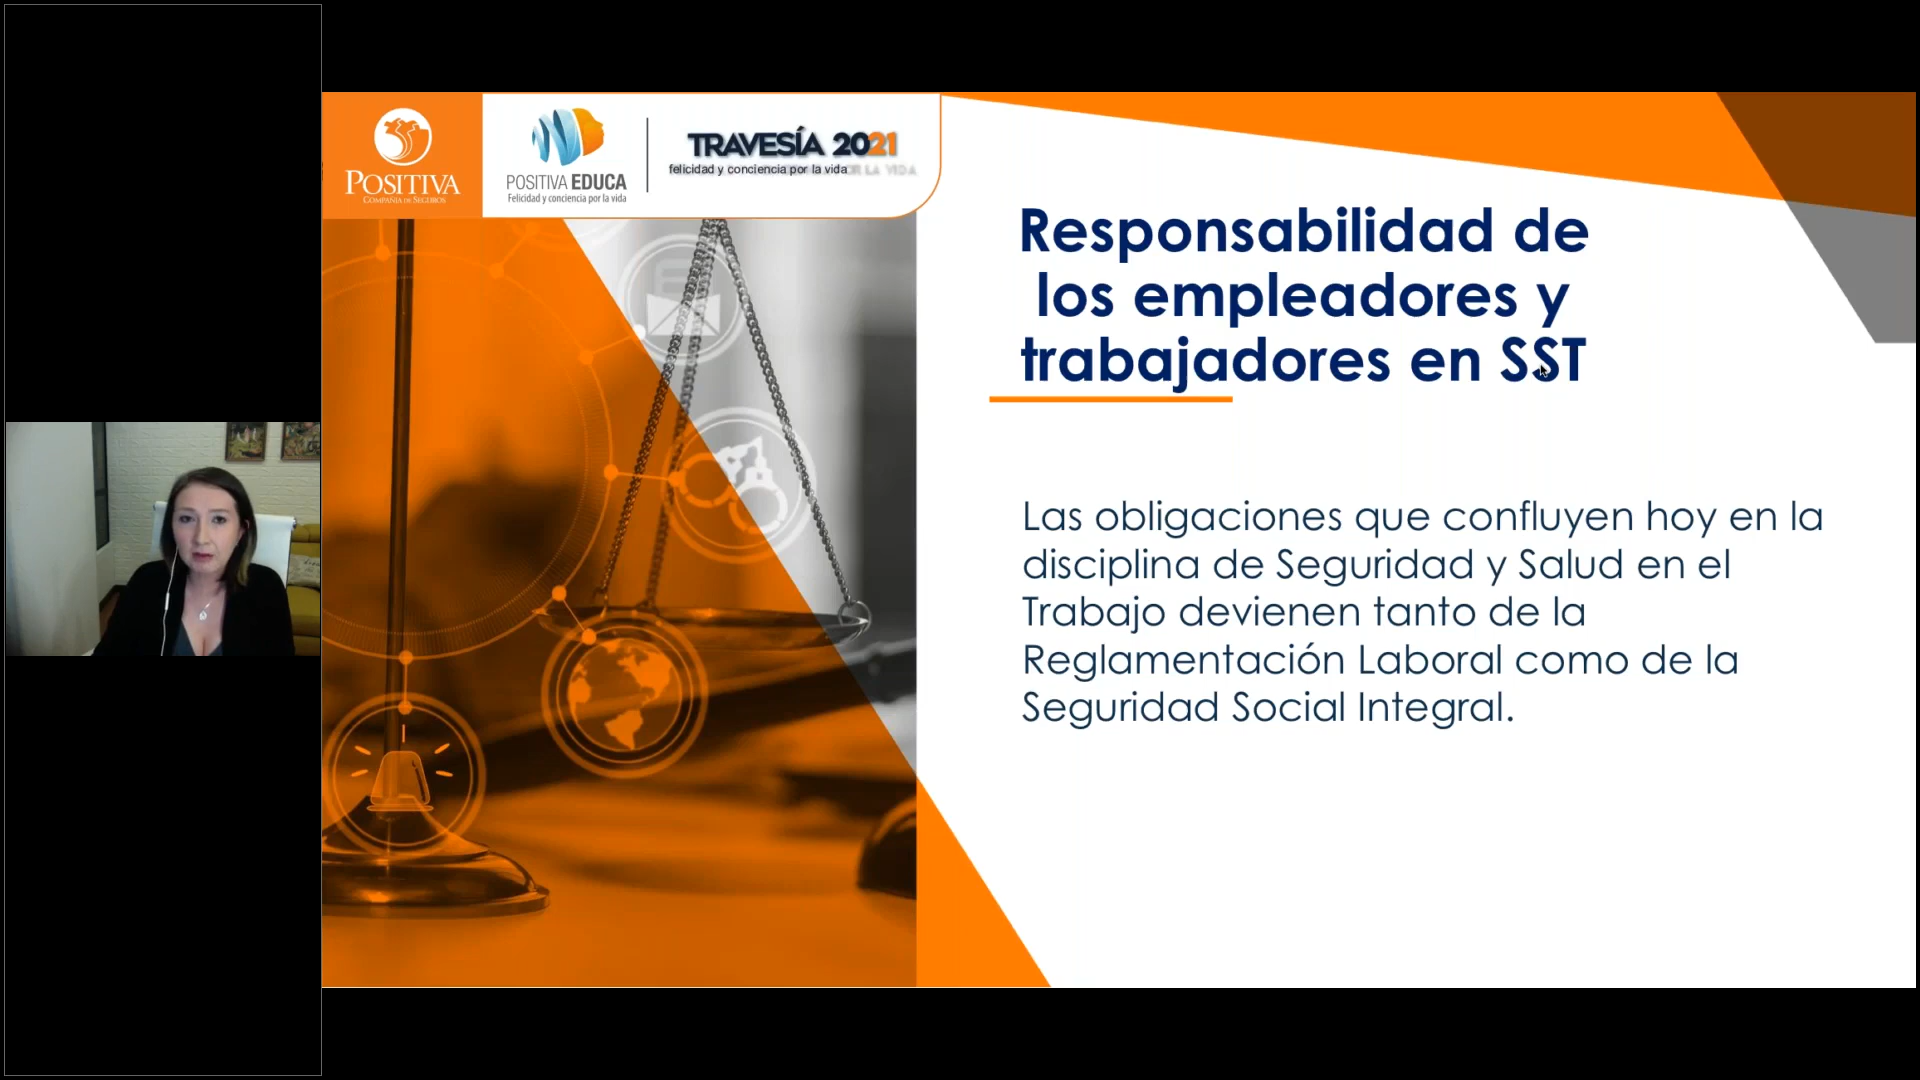 POSITIVA
COMPAÑÍA DE SEGUROS
POSITIVA EDUCA
Felicidad y conciencia por la vida
TRAVESÍA 2021
felicidad y conciencia por la vida
Responsabilidad de
los empleadores y
trabajadores en SST
Las obligaciones que confluyen hoy en la
disciplina de Seguridad y Salud en el
Trabajo devienen tanto de la
Reglamentación Laboral como de la
Seguridad Social Integral.